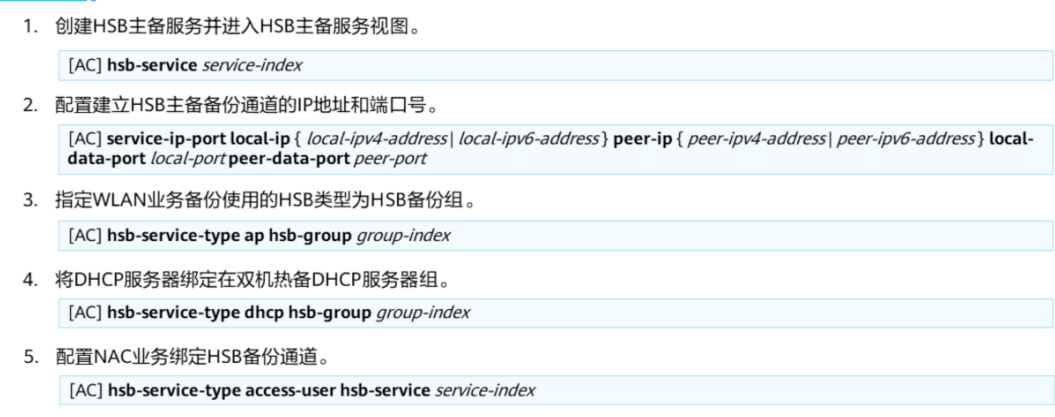 1. 创建HSB主备服务并进入HSB主备服务视图。
[AC] hsb-service service-index
2. 配置建立HSB主备备份通道的IP地址和端口号。
[AC] service-ip-port local-ip { local-ipv4-address| local-ipv6-address} peer-ip { peer-ipv4-address| peer-ipv6-address} local-
data-port local-port peer-data-port peer-port
3. 指定WLAN业务备份使用的HSB类型为HSB备份组。
[AC] hsb-service-type ap hsb-group group-index
4. 将DHCP服务器绑定在双机热备DHCP服务器组。
[AC] hsb-service-type dhcp hsb-group group-index
5. 配置NAC业务绑定HSB备份通道。
[AC] hsb-service-type access-user hsb-service service-index